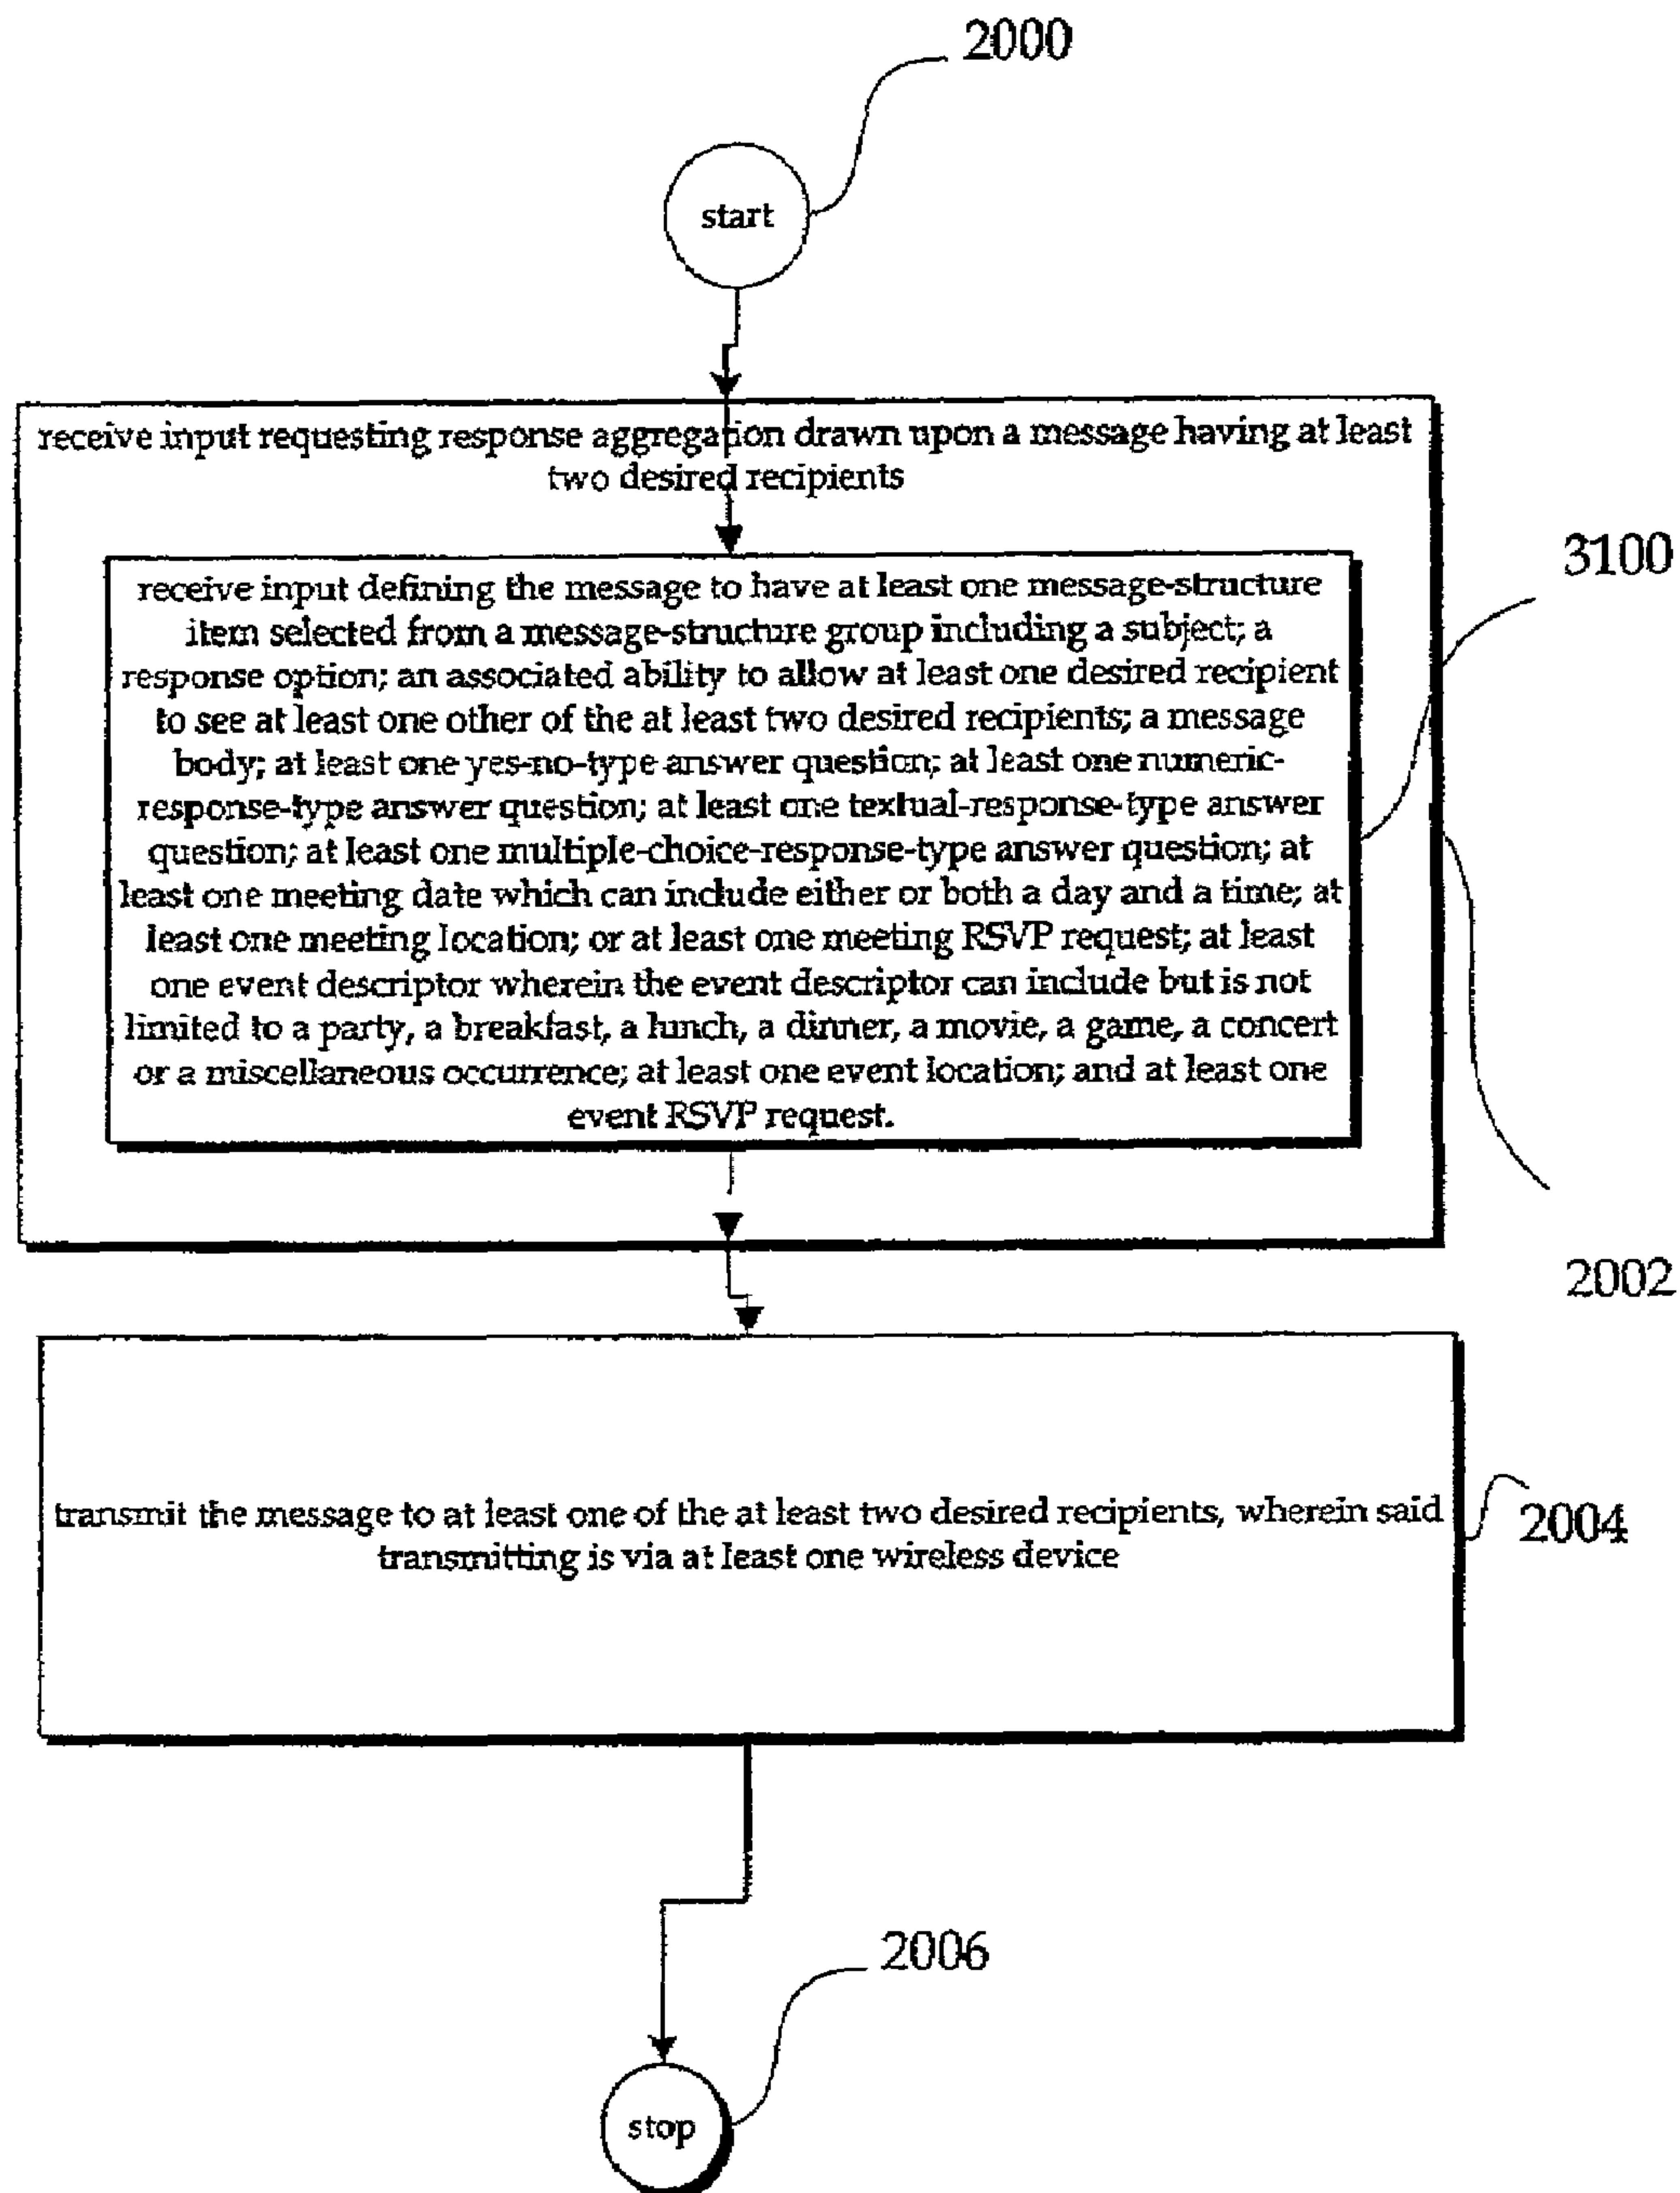 2000
start
receive input requesting response aggregation drawn upon a message having at least
two desired recipients
3100
receive input defining the message to have at least one message-structure
item selected from a message-structure group including a subject; a
response option; an associated ability to allow at least one desired recipient
to see at least one other of the at least two desired recipients; a message
body; at least one yes-no-type answer question; at least one numeric-
response-type answer question; at least one textual-response-type answer
question; at least one multiple-choice-response-type answer question; at
least one meeting date which can include either or both a day and a time; at
least one meeting location; or at least one meeting RSVP request; at least
one event descriptor wherein the event descriptor can include but is not
limited to a party, a breakfast, a lunch, a dinner, a movie, a game, a concert
or a miscellaneous occurrence; at least one event location; and at least one
event RSVP request.
2002
transmit the message to at least one of the at least two desired recipients, wherein said
transmitting is via at least one wireless device
2004
2006
stop